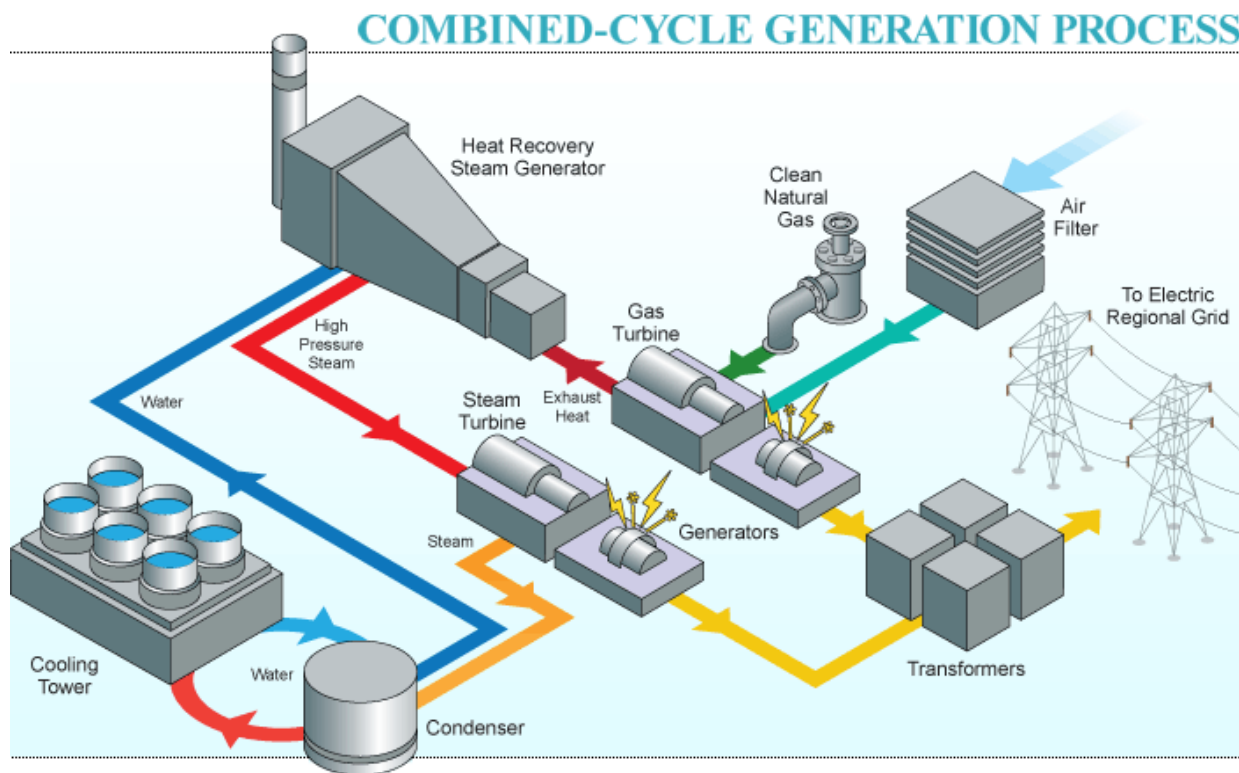 COMBINED-CYCLE GENERATION PROCESS
Heat Recovery
Steam Generator
Clean
Natural
Gas
Air
Filter
To Electric
Regional Grid
High
Pressure
Steam
Gas
Turbine
Exhaust
Heat
Water
Steam
Turbine
Steam
Generators
Cooling
Tower
Water
Condenser
Transformers